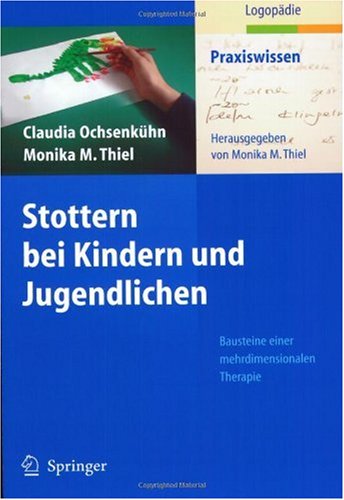 Logopädie
Praxiswissen
Claudia Ochsenkühn
Monika M. Thiel
Herausgegeben
von Monika M. Thiel
Stottern
bei Kindern und
Jugendlichen
Bausteine einer
mehrdimensionalen
Therapie
Springer